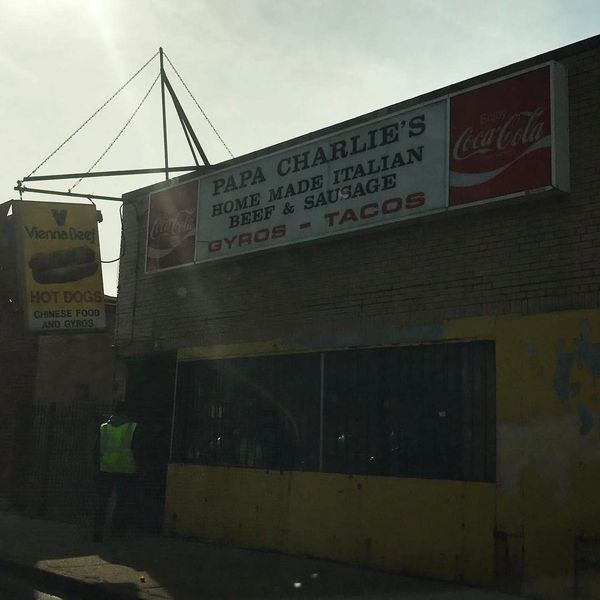 Vienna Beef
HOT DOGS
CHINESE FOOD
AND GYROS
Coca-Cola
PAPA CHARLIE'S
HOME MADE ITALIAN
BEEF & SAUSAGE
GYROS - TACOS
Enjoy
Coca-Cola